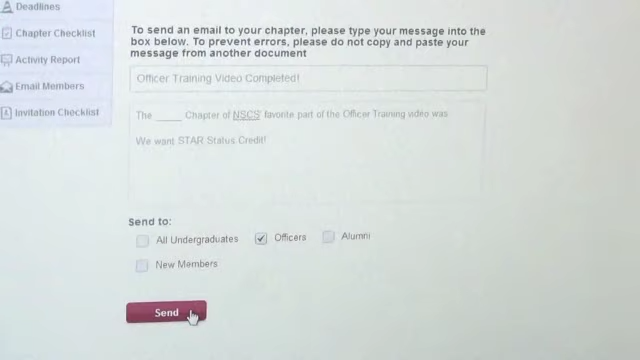 Deadlines
Chapter Checklist
Activity Report
Email Members
Invitation Checklist
To send an email to your chapter, please type your message into the
box below. To prevent errors, please do not copy and paste your
message from another document
Officer Training Video Completed!
The _____ Chapter of NSCS' favorite part of the Officer Training video was
We want STAR Status Credit!
Send to:
All Undergraduates
Officers
Alumni
New Members
Send